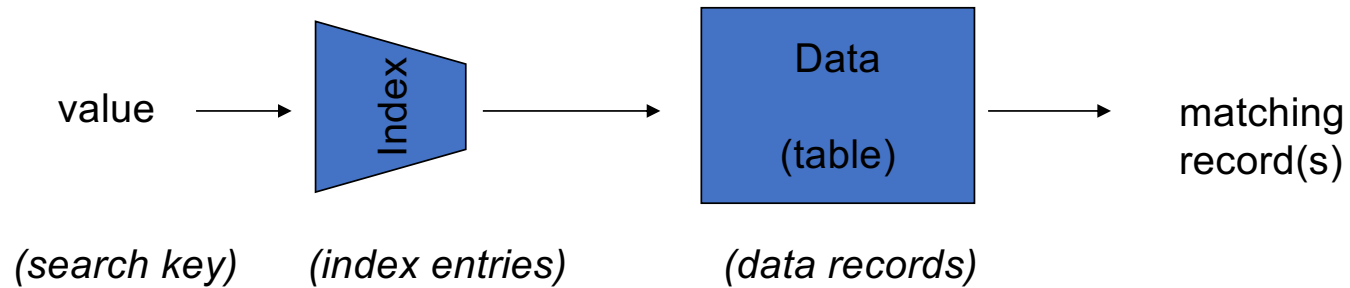 value
Index
Data
(table)
matching
record(s)
(search key)
(index entries)
(data records)